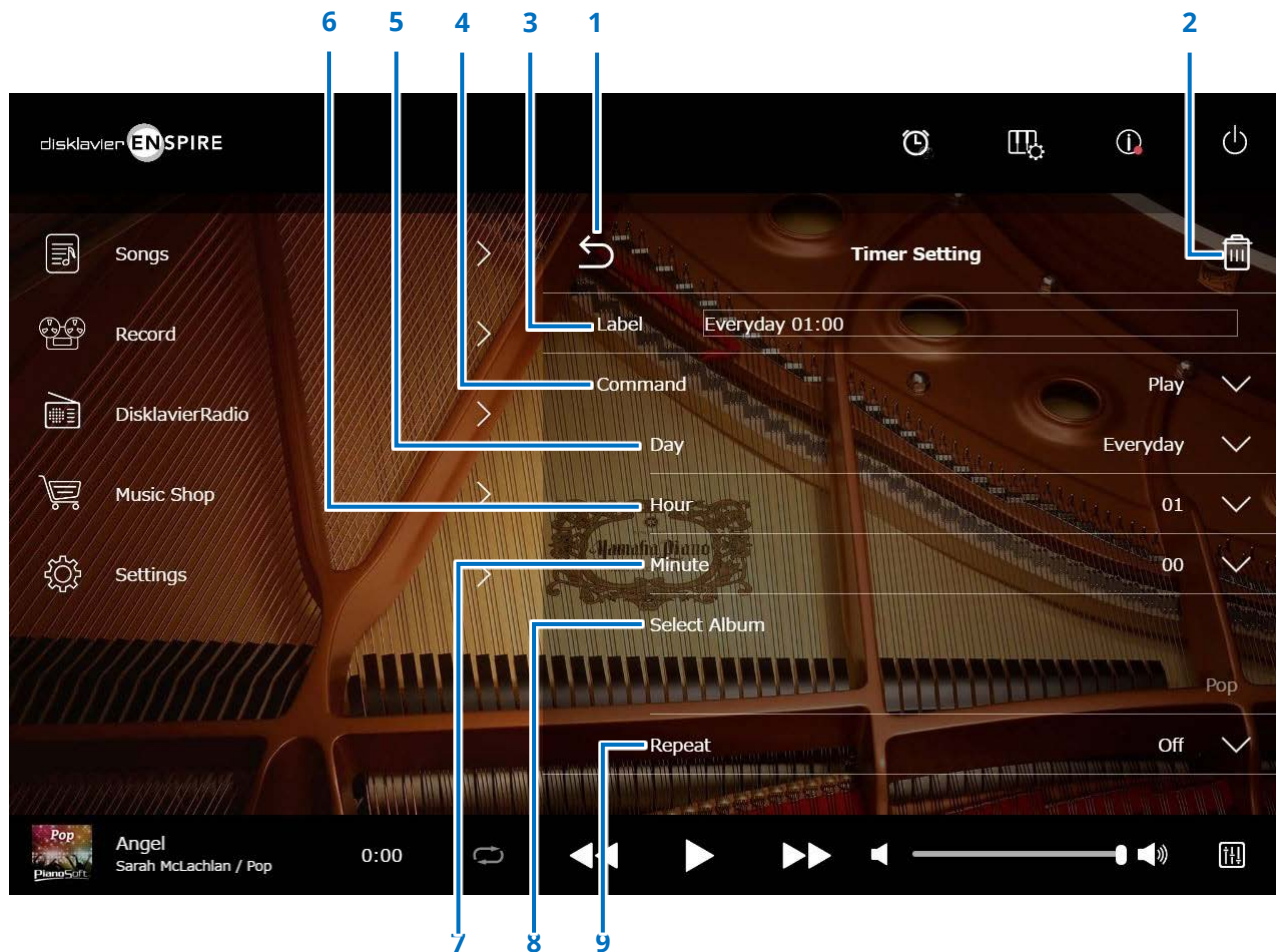 6 5 4 3 1 2
disklavier ENSPIRE
Songs
Timer Setting
Record
Label Everyday 01:00
Command Play
DisklavierRadio
Day Everyday
Music Shop
Hour 01
Yamaha Piano
Settings
Minute 00
Select Album
Pop
Repeat Off
Pop
PianoSoft
Angel
Sarah McLachlan / Pop
0:00
7 8 9